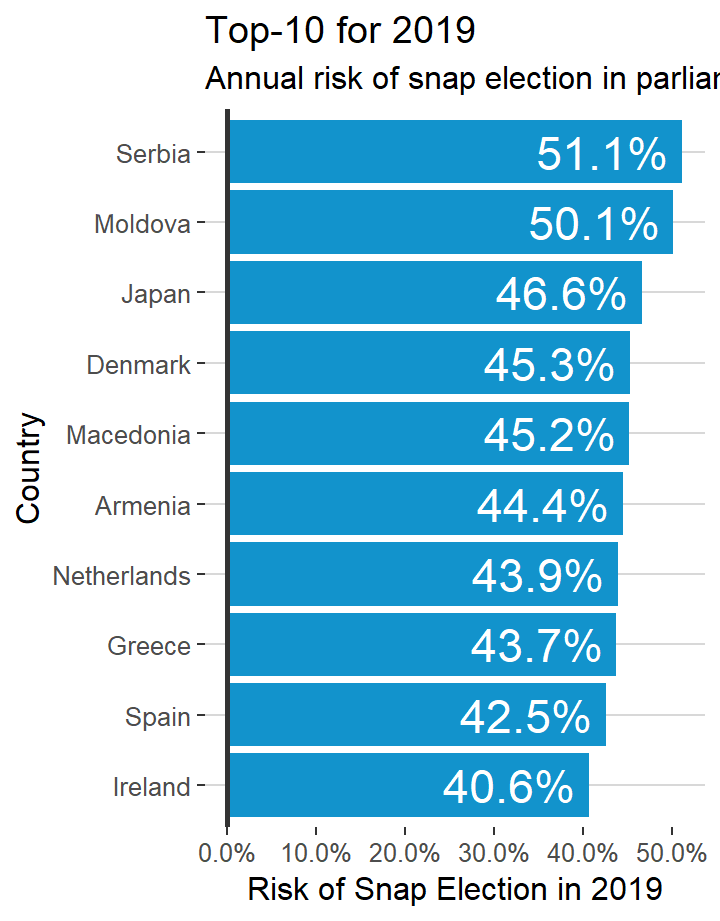 Top-10 for 2019
Annual risk of snap election in
Serbia 51.1%
Moldova 50.1%
Japan 46.6%
Denmark 45.3%
Macedonia 45.2%
Armenia 44.4%
Netherlands 43.9%
Greece 43.7%
Spain 42.5%
Ireland 40.6%
Country
0.0% 10.0% 20.0% 30.0% 40.0% 50.0%
Risk of Snap Election in 2019